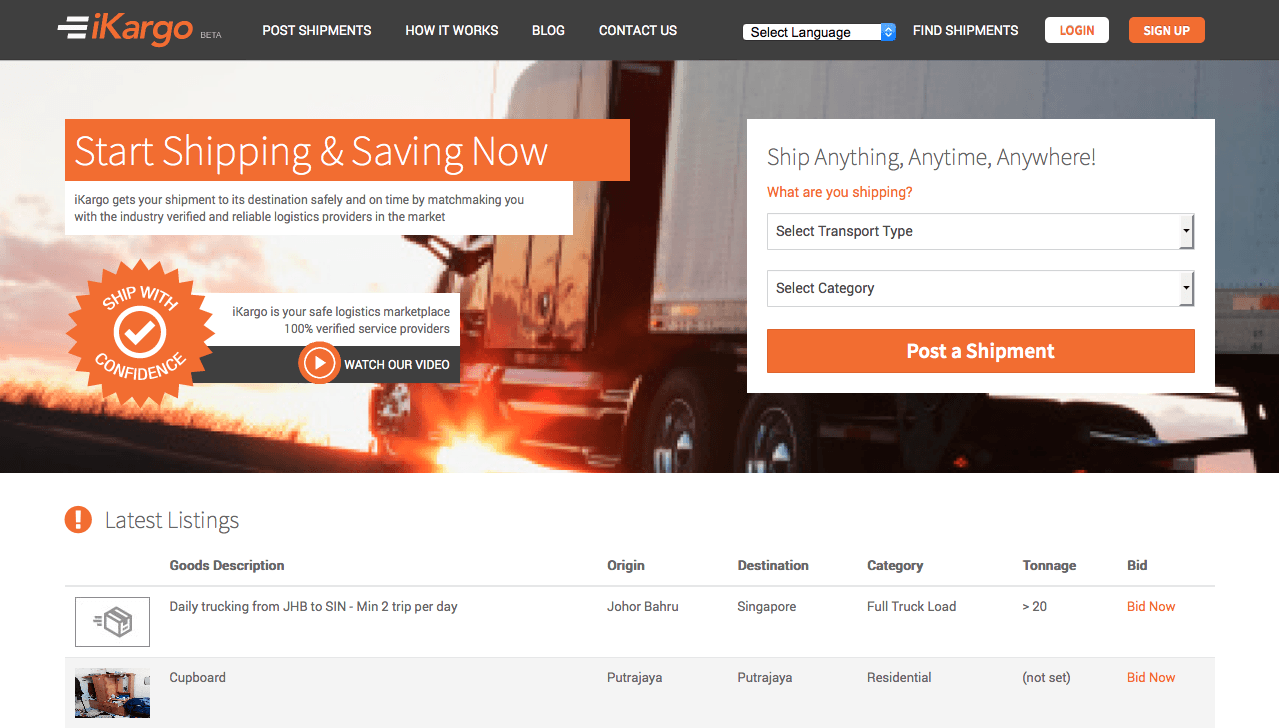 iKargo BETA
POST SHIPMENTS
HOW IT WORKS
BLOG
CONTACT US
Select Language
FIND SHIPMENTS
LOGIN
SIGN UP
Start Shipping & Saving Now
iKargo gets your shipment to its destination safely and on time by matchmaking you
with the industry verified and reliable logistics providers in the market
SHIP WITH
CONFIDENCE
iKargo is your safe logistics marketplace
100% verified service providers
WATCH OUR VIDEO
Ship Anything, Anytime, Anywhere!
What are you shipping?
Select Transport Type
Select Category
Post a Shipment
Latest Listings
Goods Description Origin Destination Category Tonnage Bid
Daily trucking from JHB to SIN - Min 2 trip per day Johor Bahru Singapore Full Truck Load > 20 Bid Now
Cupboard Putrajaya Putrajaya Residential (not set) Bid Now